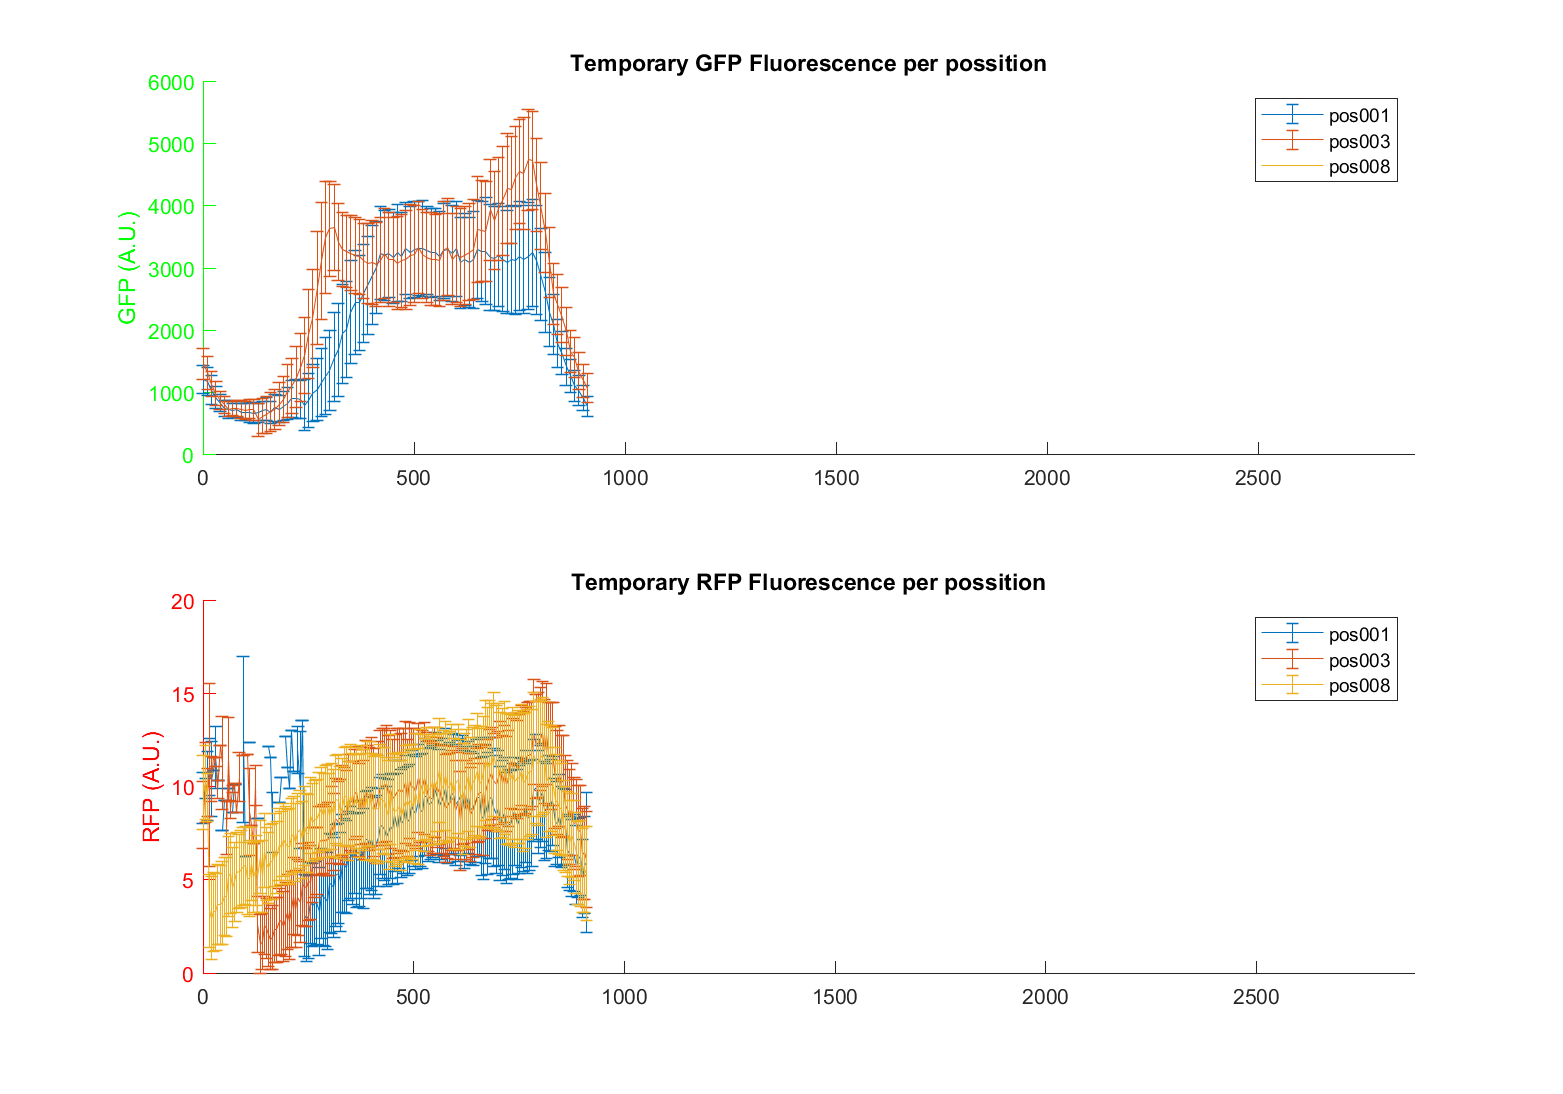 Temporary GFP Fluorescence per possition
6000
5000
4000
3000
2000
1000
0
GFP (A.U.)
pos001
pos003
pos008
0 500 1000 1500 2000 2500
Temporary RFP Fluorescence per possition
20
15
10
5
0
RFP (A.U.)
pos001
pos003
pos008
0 500 1000 1500 2000 2500